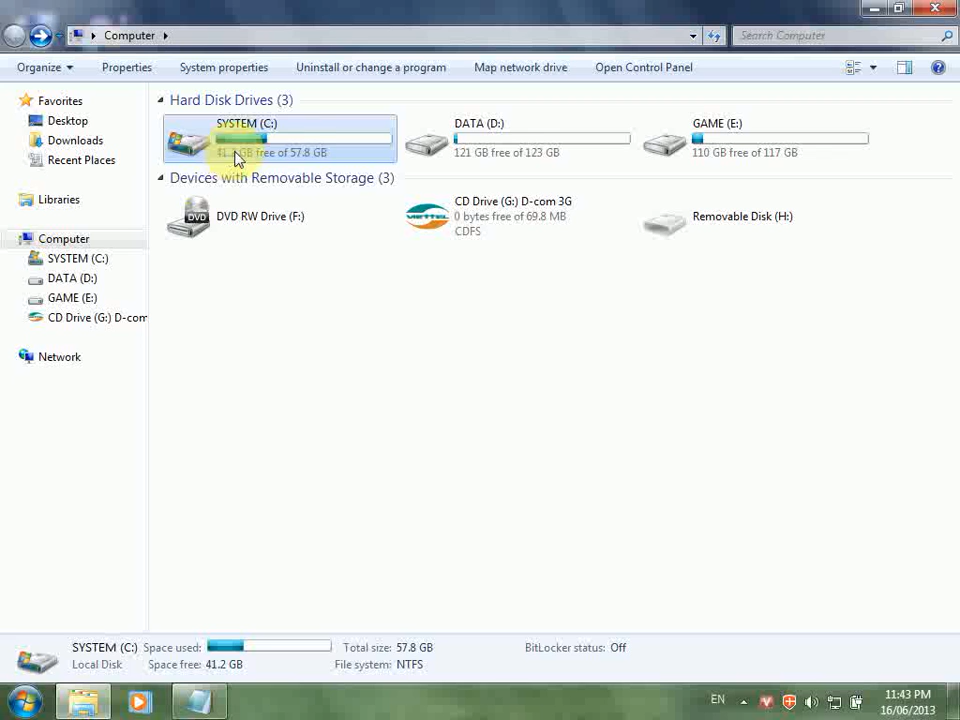 Computer
Search Computer
Organize
Properties
System properties
Uninstall or change a program
Map network drive
Open Control Panel
Favorites
Desktop
Downloads
Recent Places
Libraries
Computer
SYSTEM (C:)
DATA (D:)
GAME (E:)
CD Drive (G:) D-com
Network
Hard Disk Drives (3)
SYSTEM (C:)
41.2 GB free of 57.8 GB
DATA (D:)
121 GB free of 123 GB
GAME (E:)
110 GB free of 117 GB
Devices with Removable Storage (3)
DVD
DVD RW Drive (F:)
viettel
CD Drive (G:) D-com 3G
0 bytes free of 69.8 MB
CDFS
Removable Disk (H:)
SYSTEM (C:) Space used: Total size: 57.8 GB BitLocker status: Off
Local Disk Space free: 41.2 GB File system: NTFS
EN
11:43 PM
16/06/2013